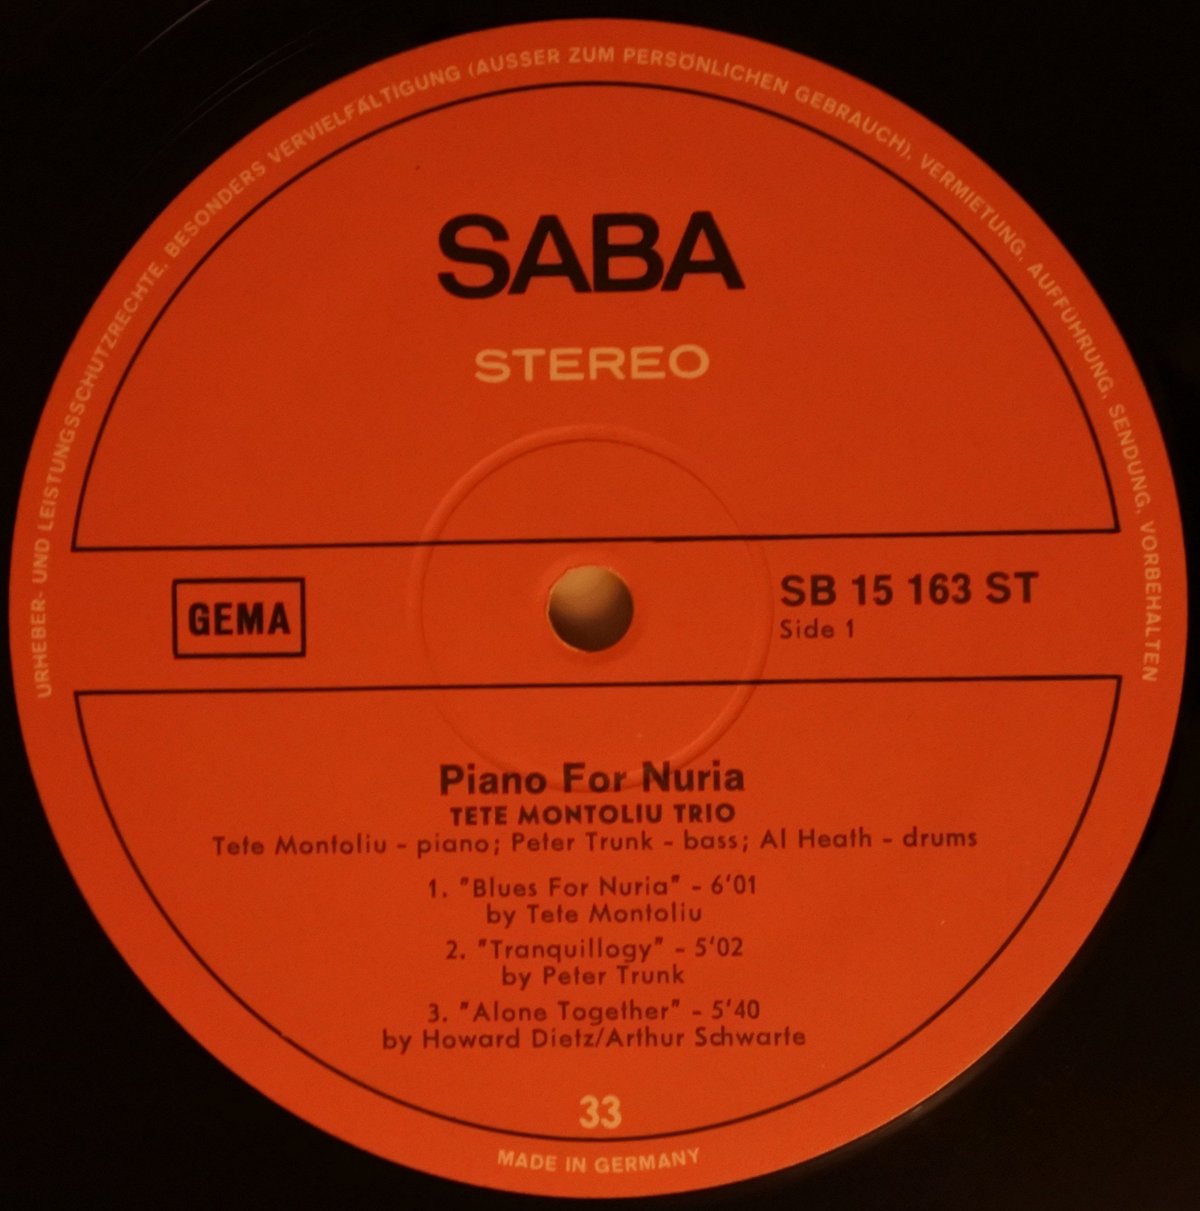 URHEBER- UND LEISTUNGSSCHUTZRECHTE, BESONDERS VERVIELFÄLTIGUNG (AUSSER ZUM PERSÖNLICHEN GEBRAUCH), VERMIETUNG, AUFFÜHRUNG, SENDUNG, VORBEHALTEN
SABA
STEREO
GEMA
SB 15 163 ST
Side 1
Piano For Nuria
TETE MONTOLIU TRIO
Tete Montoliu - piano; Peter Trunk - bass; Al Heath - drums
1. "Blues For Nuria" - 6'01
by Tete Montoliu
2. "Tranquillogy" - 5'02
by Peter Trunk
3. "Alone Together" - 5'40
by Howard Dietz/Arthur Schwarte
33
MADE IN GERMANY